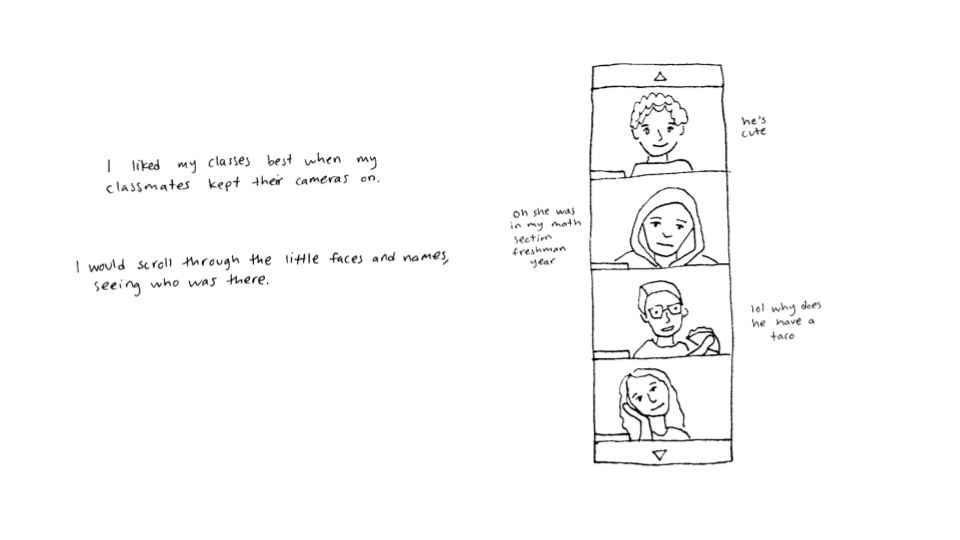 I liked my classes best when my
classmates kept their cameras on.
I would scroll through the little faces and names,
seeing who was there.
he's
cute
oh she was
in my math
section
freshman
year
lol why does
he have a
taco